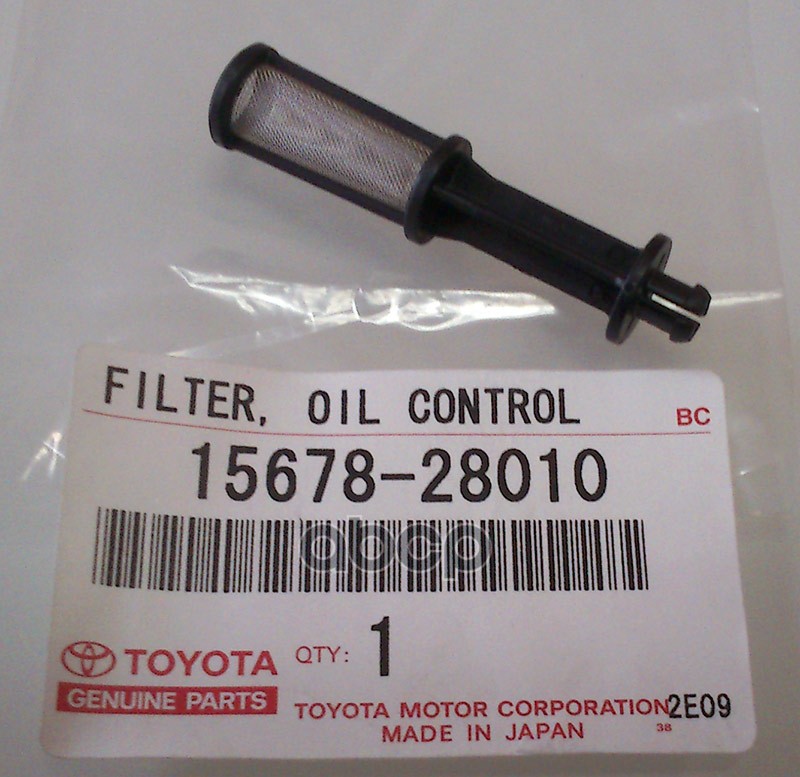 FILTER, OIL CONTROL
BC
15678-28010
abcp
TOYOTA
GENUINE PARTS
QTY: 1
TOYOTA MOTOR CORPORATION 2E09
MADE IN JAPAN
38